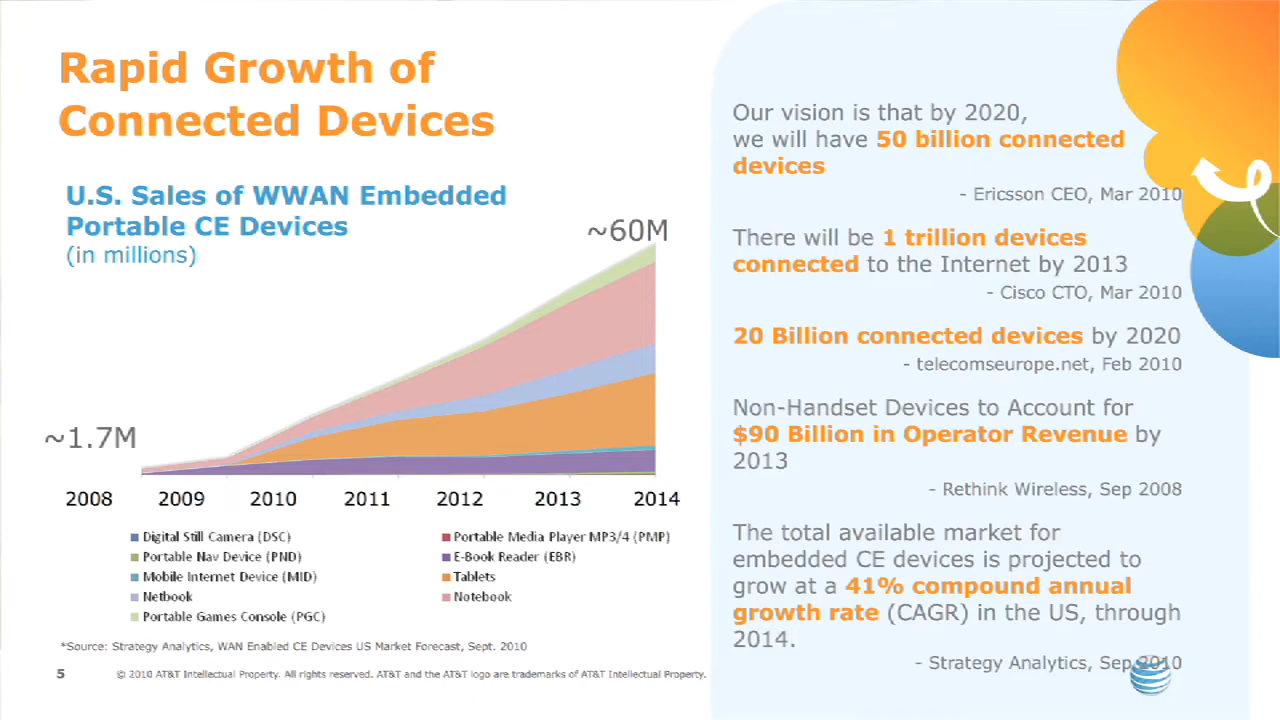 Rapid Growth of
Connected Devices
U.S. Sales of WWAN Embedded
Portable CE Devices
(in millions)
~60M
~1.7M
2008 2009 2010 2011 2012 2013 2014
Digital Still Camera (DSC)
Portable Media Player MP3/4 (PMP)
Portable Nav Device (PND)
E-Book Reader (EBR)
Mobile Internet Device (MID)
Tablets
Netbook
Notebook
Portable Games Console (PGC)
*Source: Strategy Analytics, WAN Enabled CE Devices US Market Forecast, Sept. 2010
5 © 2010 AT&T Intellectual Property. All rights reserved. AT&T and the AT&T logo are trademarks of AT&T Intellectual Property.
Our vision is that by 2020,
we will have 50 billion connected
devices
- Ericsson CEO, Mar 2010
There will be 1 trillion devices
connected to the Internet by 2013
- Cisco CTO, Mar 2010
20 Billion connected devices by 2020
- telecomseurope.net, Feb 2010
Non-Handset Devices to Account for
$90 Billion in Operator Revenue by
2013
- Rethink Wireless, Sep 2008
The total available market for
embedded CE devices is projected to
grow at a 41% compound annual
growth rate (CAGR) in the US, through
2014.
- Strategy Analytics, Sep 2010